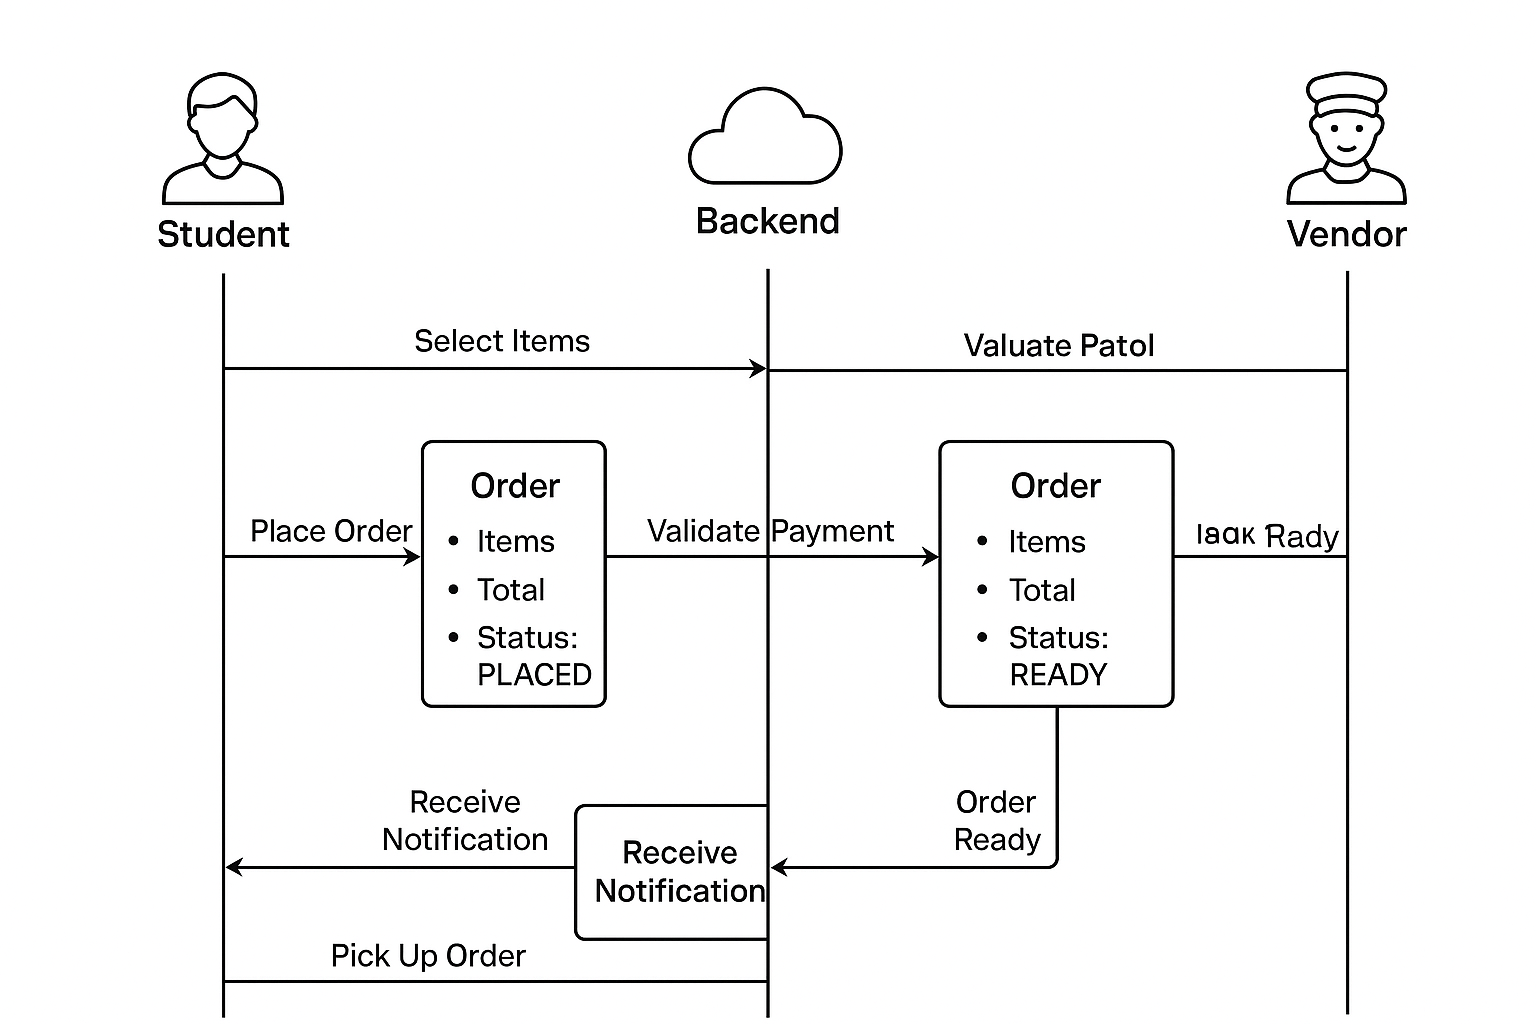 Student
Backend
Vendor
Select Items
Valuate Patol
Order
• Items
• Total
• Status:
PLACED
Order
• Items
• Total
• Status:
READY
Place Order
Validate Payment
Rady
Receive
Notification
Receive
Notification
Order
Ready
Pick Up Order